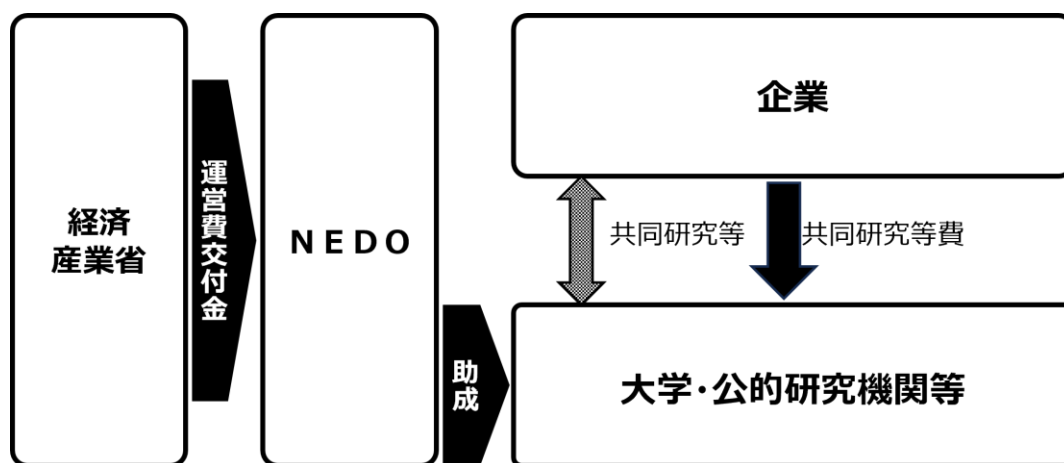 経済
産業省
運営費交付金
NEDO
助成
企業
共同研究等
共同研究等費
大学・公的研究機関等